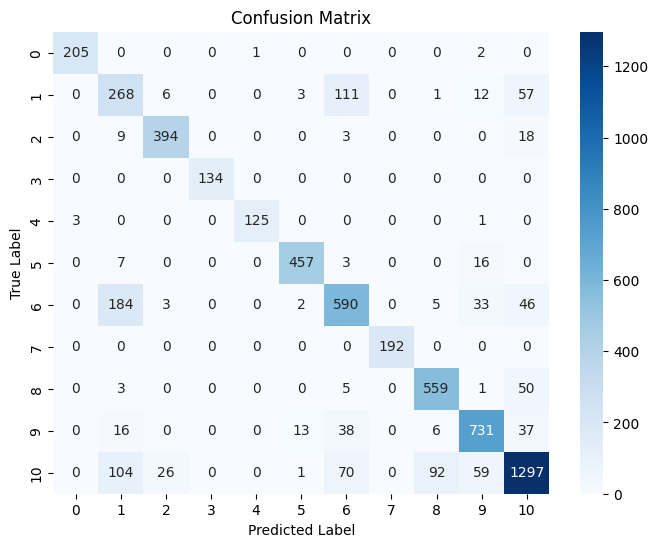 Confusion Matrix
0 205 0 0 0 1 0 0 0 0 2 0
1 0 268 6 0 0 3 111 0 1 12 57
2 0 9 394 0 0 0 3 0 0 0 18
3 0 0 0 134 0 0 0 0 0 0 0
4 3 0 0 0 125 0 0 0 0 1 0
5 0 7 0 0 0 457 3 0 0 16 0
6 0 184 3 0 0 2 590 0 5 33 46
7 0 0 0 0 0 0 0 192 0 0 0
8 0 3 0 0 0 0 5 0 559 1 50
9 0 16 0 0 0 13 38 0 6 731 37
10 0 104 26 0 0 1 70 0 92 59 1297
0 1 2 3 4 5 6 7 8 9 10
Predicted Label
True Label
1200
1000
800
600
400
200
0